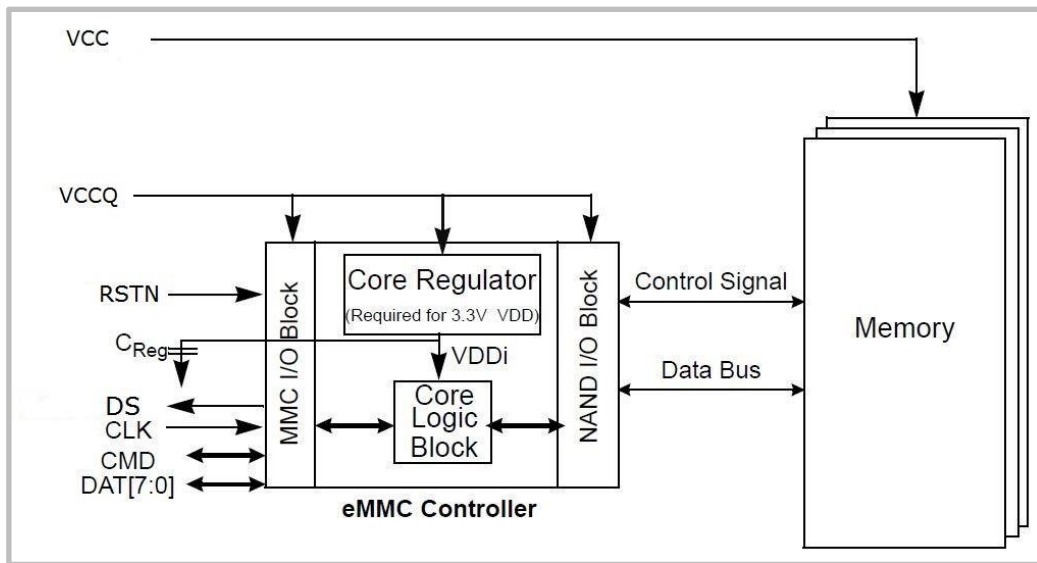 VCC
VCCQ
RSTN
CReg
DS
CLK
CMD
DAT[7:0]
MMC I/O Block
Core Regulator
(Required for 3.3V VDD)
VDDi
Core
Logic
Block
NAND I/O Block
eMMC Controller
Control Signal
Data Bus
Memory